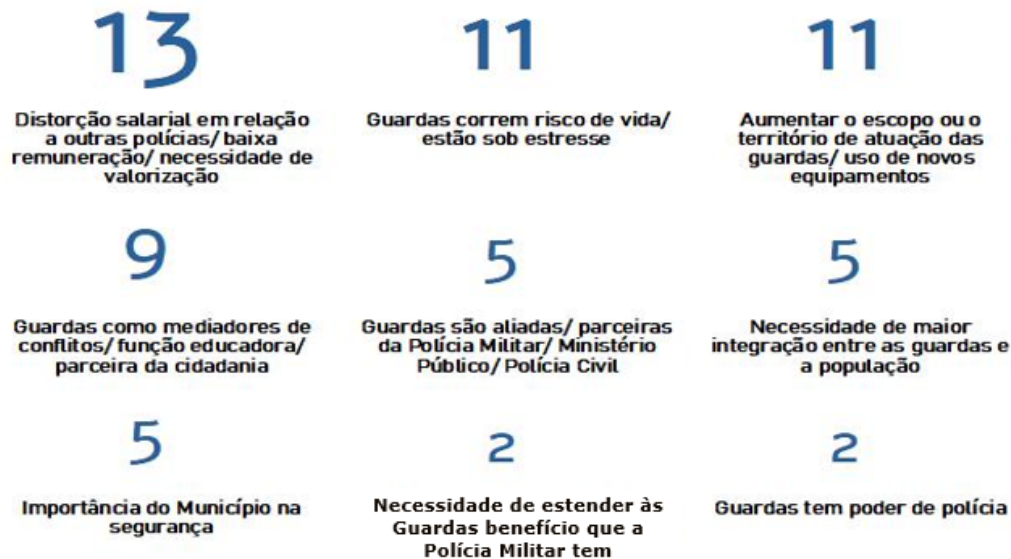 13
Distorção salarial em relação
a outras polícias/ baixa
remuneração/ necessidade de
valorização
11
Guardas correm risco de vida/
estão sob estresse
11
Aumentar o escopo ou o
território de atuação das
guardas/ uso de novos
equipamentos
9
Guardas como mediadores de
conflitos/ função educadora/
parceira da cidadania
5
Guardas são aliadas/ parceiras
da Polícia Militar/ Ministério
Público/ Polícia Civil
5
Necessidade de maior
integração entre as guardas e
a população
5
Importância do Município na
segurança
2
Necessidade de estender às
Guardas benefício que a
Polícia Militar tem
2
Guardas tem poder de polícia